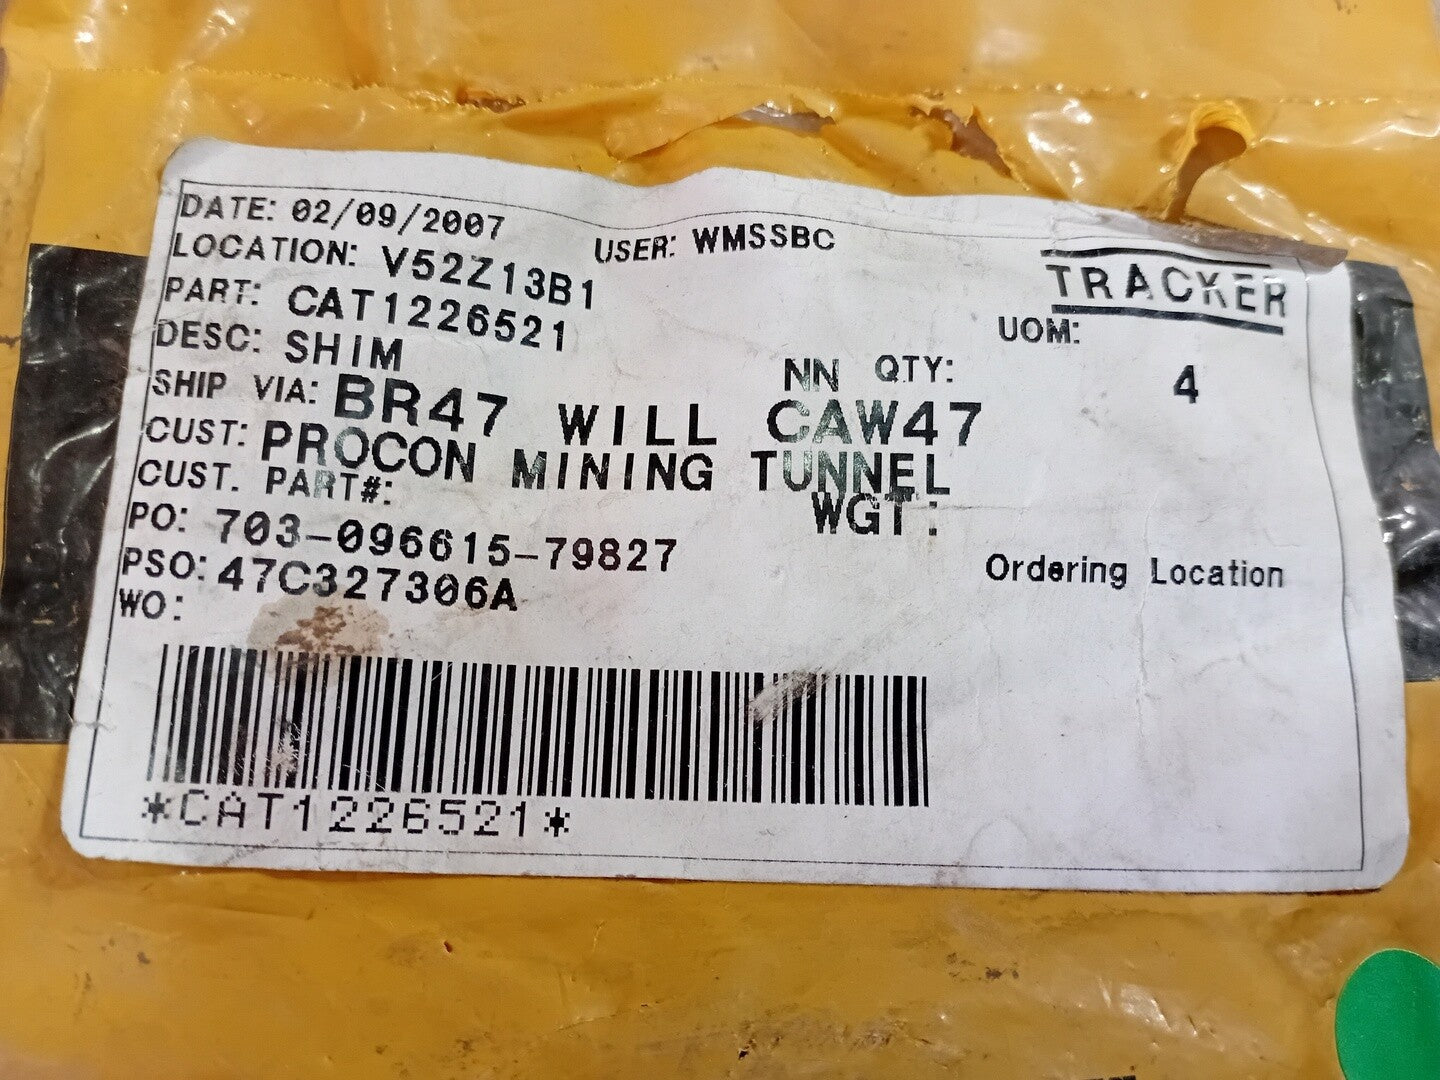 DATE: 02/09/2007
LOCATION: V52Z13B1 USER: WMSSBC
TRACKER
PART: CAT1226521 UOM:
DESC: SHIM NN QTY: 4
SHIP VIA: BR47 WILL CAW47
CUST: PROCON MINING TUNNEL
CUST. PART#: WGT:
PO: 703-096615-79827
Ordering Location
PSO: 47C327306A
WO:
*CAT1226521*